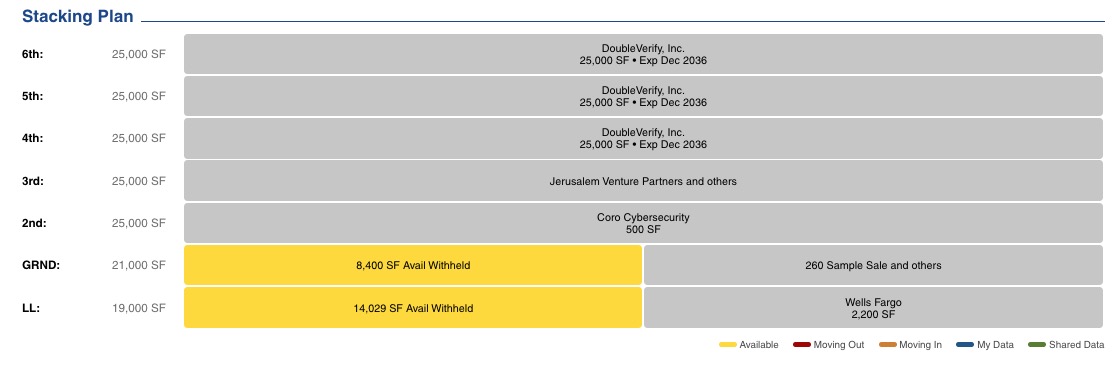 Stacking Plan
6th: 25,000 SF DoubleVerify, Inc.
25,000 SF • Exp Dec 2036
5th: 25,000 SF DoubleVerify, Inc.
25,000 SF • Exp Dec 2036
4th: 25,000 SF DoubleVerify, Inc.
25,000 SF • Exp Dec 2036
3rd: 25,000 SF Jerusalem Venture Partners and others
2nd: 25,000 SF Coro Cybersecurity
500 SF
GRND: 21,000 SF 8,400 SF Avail Withheld 260 Sample Sale and others
LL: 19,000 SF 14,029 SF Avail Withheld Wells Fargo
2,200 SF
Available Moving Out Moving In My Data Shared Data